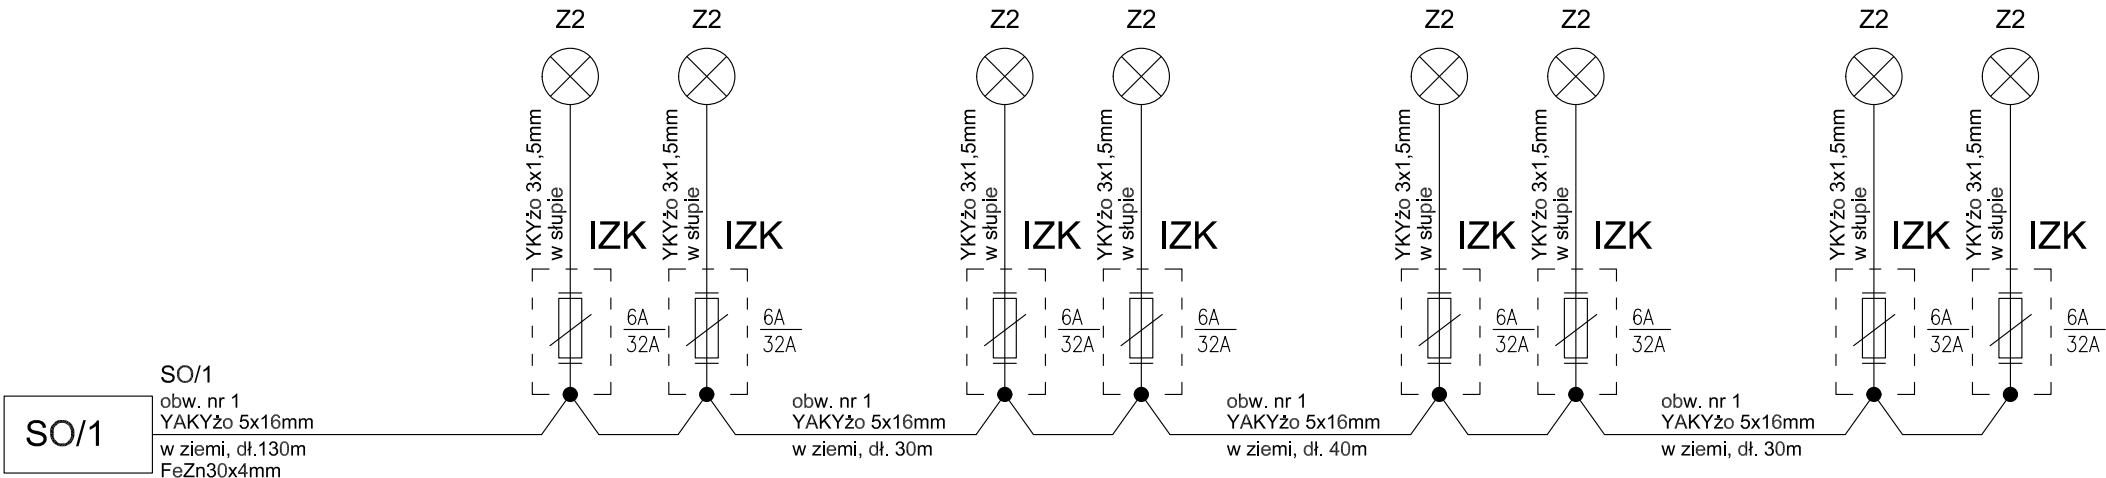 Z2
Z2
Z2
Z2
Z2
Z2
Z2
Z2
YKYżo 3x1,5mm
w słupie
YKYżo 3x1,5mm
w słupie
YKYżo 3x1,5mm
w słupie
YKYżo 3x1,5mm
w słupie
YKYżo 3x1,5mm
w słupie
YKYżo 3x1,5mm
w słupie
YKYżo 3x1,5mm
w słupie
YKYżo 3x1,5mm
w słupie
IZK
IZK
IZK
IZK
IZK
IZK
IZK
IZK
6A
32A
6A
32A
6A
32A
6A
32A
6A
32A
6A
32A
6A
32A
6A
32A
SO/1
SO/1
obw. nr 1
YAKYżo 5x16mm
w ziemi, dł.130m
FeZn30x4mm
obw. nr 1
YAKYżo 5x16mm
w ziemi, dł. 30m
obw. nr 1
YAKYżo 5x16mm
w ziemi, dł. 40m
obw. nr 1
YAKYżo 5x16mm
w ziemi, dł. 30m